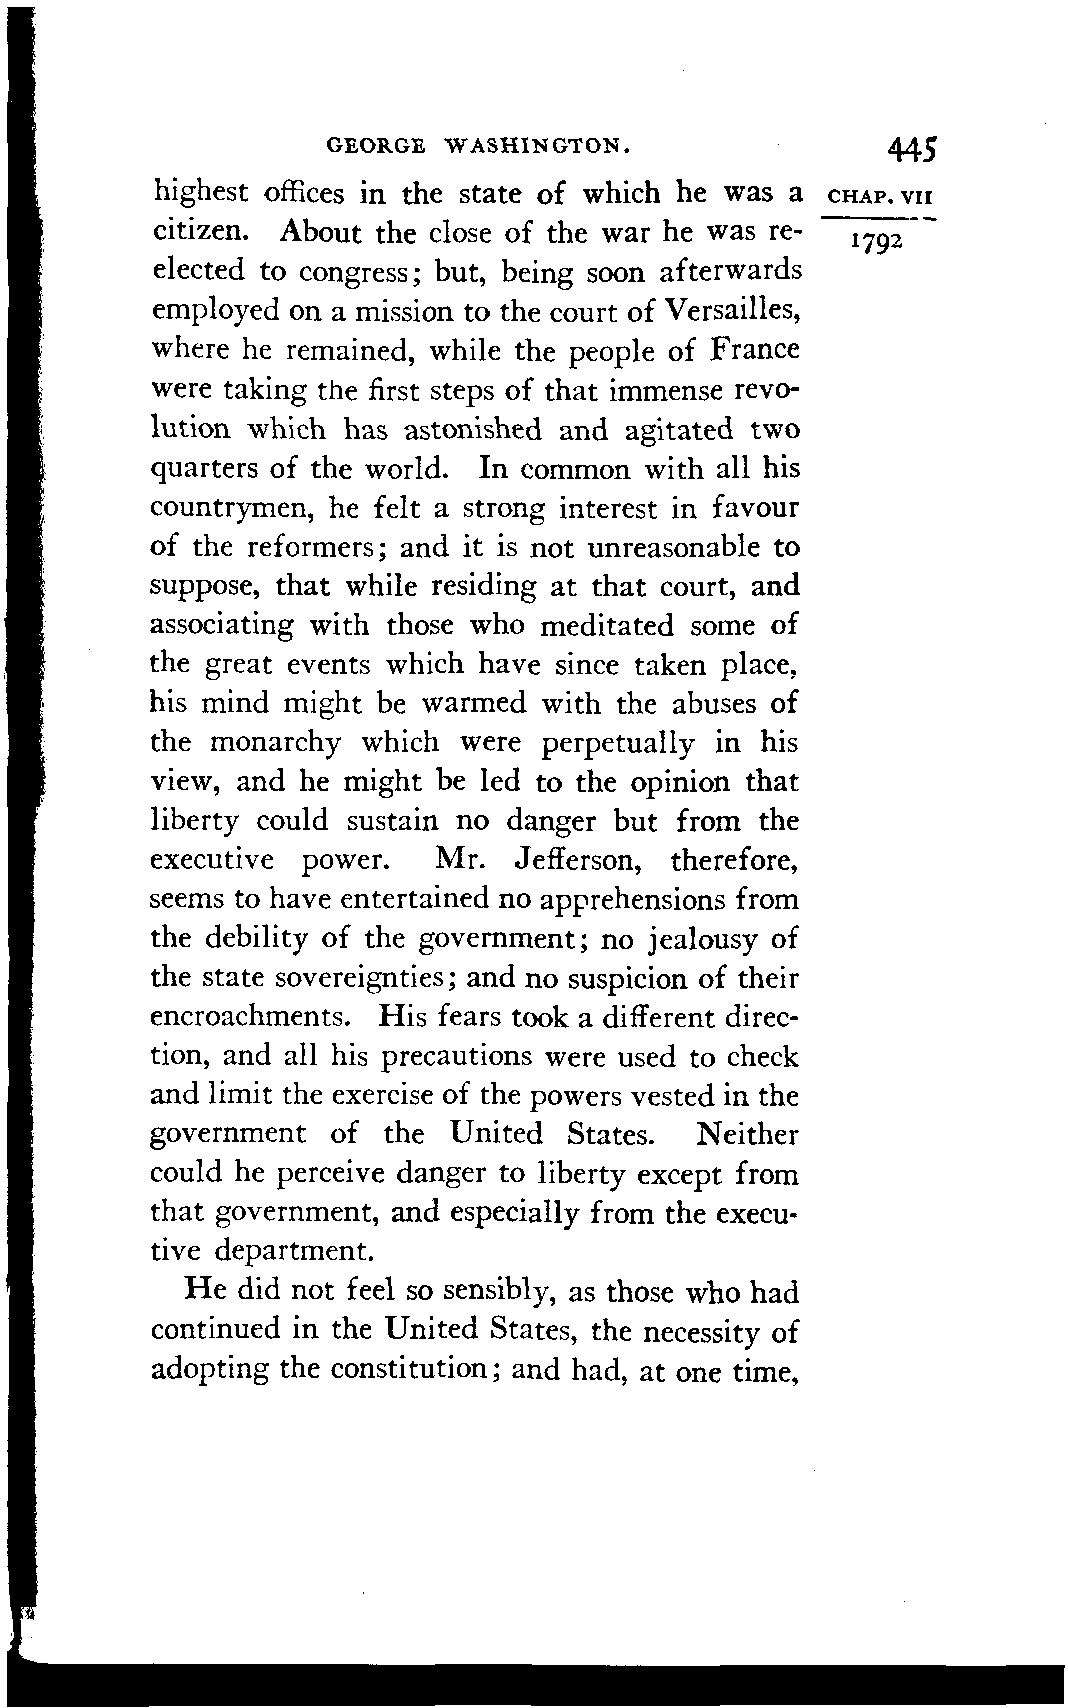 GEORGE WASHINGTON. 445
highest offices in the state of which he was a CHAP. VII
citizen. About the close of the war he was re- 1792
elected to congress; but, being soon afterwards
employed on a mission to the court of Versailles,
where he remained, while the people of France
were taking the first steps of that immense revo-
lution which has astonished and agitated two
quarters of the world. In common with all his
countrymen, he felt a strong interest in favour
of the reformers; and it is not unreasonable to
suppose, that while residing at that court, and
associating with those who meditated some of
the great events which have since taken place,
his mind might be warmed with the abuses of
the monarchy which were perpetually in his
view, and he might be led to the opinion that
liberty could sustain no danger but from the
executive power. Mr. Jefferson, therefore,
seems to have entertained no apprehensions from
the debility of the government; no jealousy of
the state sovereignties; and no suspicion of their
encroachments. His fears took a different direc-
tion, and all his precautions were used to check
and limit the exercise of the powers vested in the
government of the United States. Neither
could he perceive danger to liberty except from
that government, and especially from the execu-
tive department.
He did not feel so sensibly, as those who had
continued in the United States, the necessity of
adopting the constitution; and had, at one time,